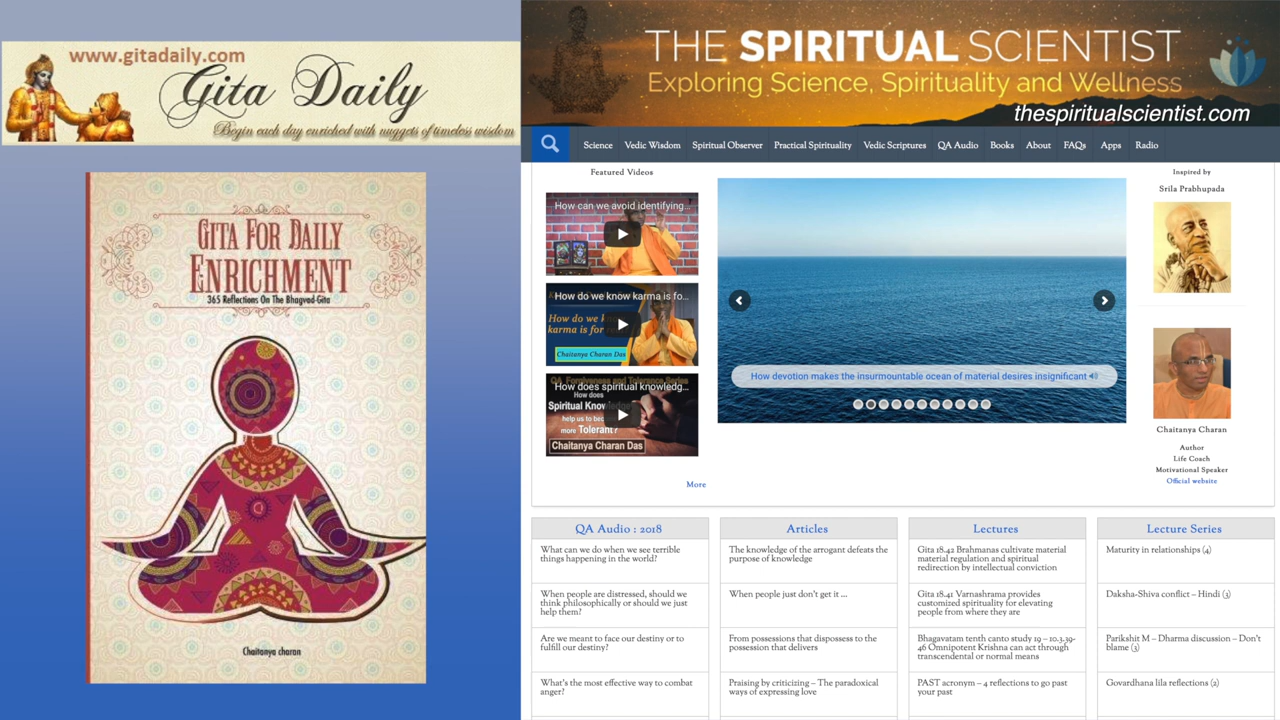 www.gitadaily.com
Gita Daily
Begin each day enriched with nuggets of timeless wisdom
GITA FOR DAILY
ENRICHMENT
365 Reflections On The Bhagvad-Gita
Chaitanya charan
THE SPIRITUAL SCIENTIST
Exploring Science, Spirituality and Wellness
thespiritualscientist.com
Science Vedic Wisdom Spiritual Observer Practical Spirituality Vedic Scriptures QA Audio Books About FAQs Apps Radio
Featured Videos
How can we avoid identifying...
How do we know karma is fo...
How do we kn
karma is for
Chaitanya Charan Das
QA Forgiveness and Tolerance Series
How does spiritual knowledg...
How does
Spiritual Know
help us to bec
more Tolerant?
Chaitanya Charan Das
More
How devotion makes the insurmountable ocean of material desires insignificant
Inspired by
Srila Prabhupada
Chaitanya Charan
Author
Life Coach
Motivational Speaker
Official website
QA Audio : 2018
What can we do when we see terrible
things happening in the world?
When people are distressed, should we
think philosophically or should we just
help them?
Are we meant to face our destiny or to
fulfill our destiny?
What's the most effective way to combat
anger?
Articles
The knowledge of the arrogant defeats the
purpose of knowledge
When people just don't get it ...
From possessions that dispossess to the
possession that delivers
Praising by criticizing – The paradoxical
ways of expressing love
Lectures
Gita 18.42 Brahmanas cultivate material
material regulation and spiritual
redirection by intellectual conviction
Gita 18.41 Varnashrama provides
customized spirituality for elevating
people from where they are
Bhagavatam tenth canto study 19 – 10.3.39-
46 Omnipotent Krishna can act through
transcendental or normal means
PAST acronym – 4 reflections to go past
your past
Lecture Series
Maturity in relationships (4)
Daksha-Shiva conflict – Hindi (3)
Parikshit M – Dharma discussion – Don't
blame (3)
Govardhana lila reflections (2)